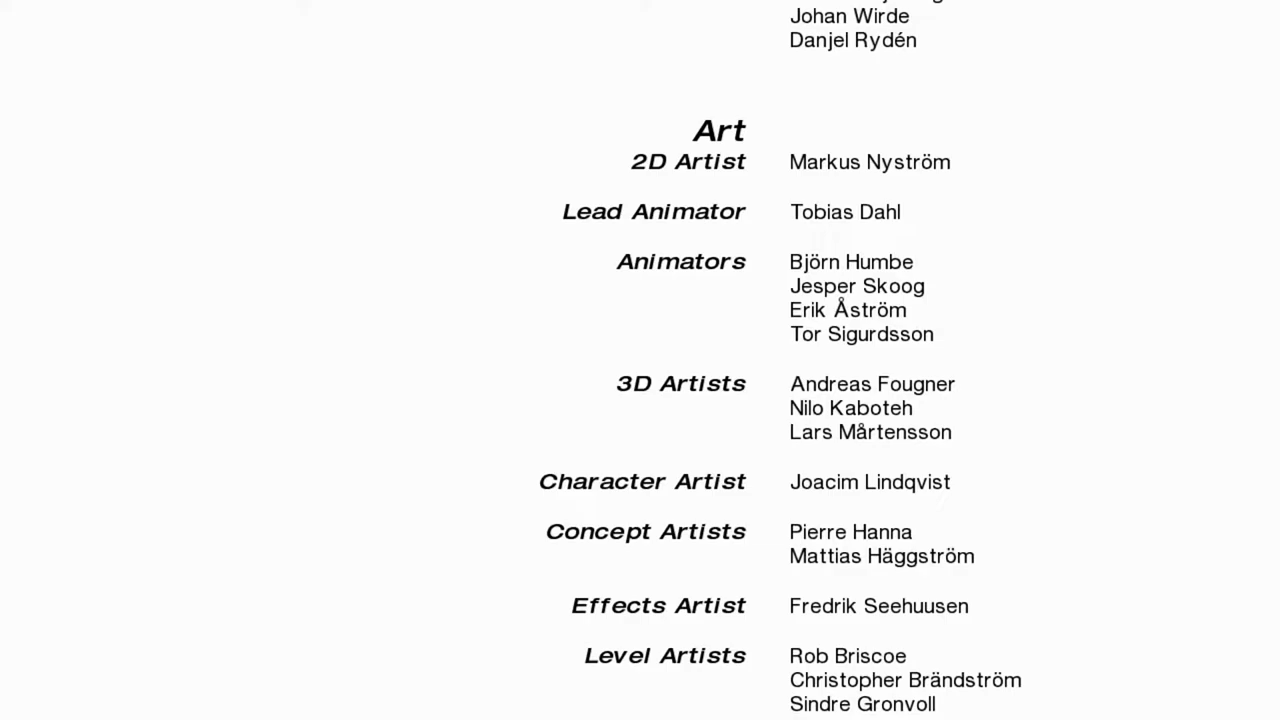 Johan Wirde
Danjel Rydén
Art
2D Artist Markus Nyström
Lead Animator Tobias Dahl
Animators Björn Humbe
Jesper Skoog
Erik Åström
Tor Sigurdsson
3D Artists Andreas Fougner
Nilo Kaboteh
Lars Mårtensson
Character Artist Joacim Lindqvist
Concept Artists Pierre Hanna
Mattias Häggström
Effects Artist Fredrik Seehuusen
Level Artists Rob Briscoe
Christopher Brändström
Sindre Gronvoll